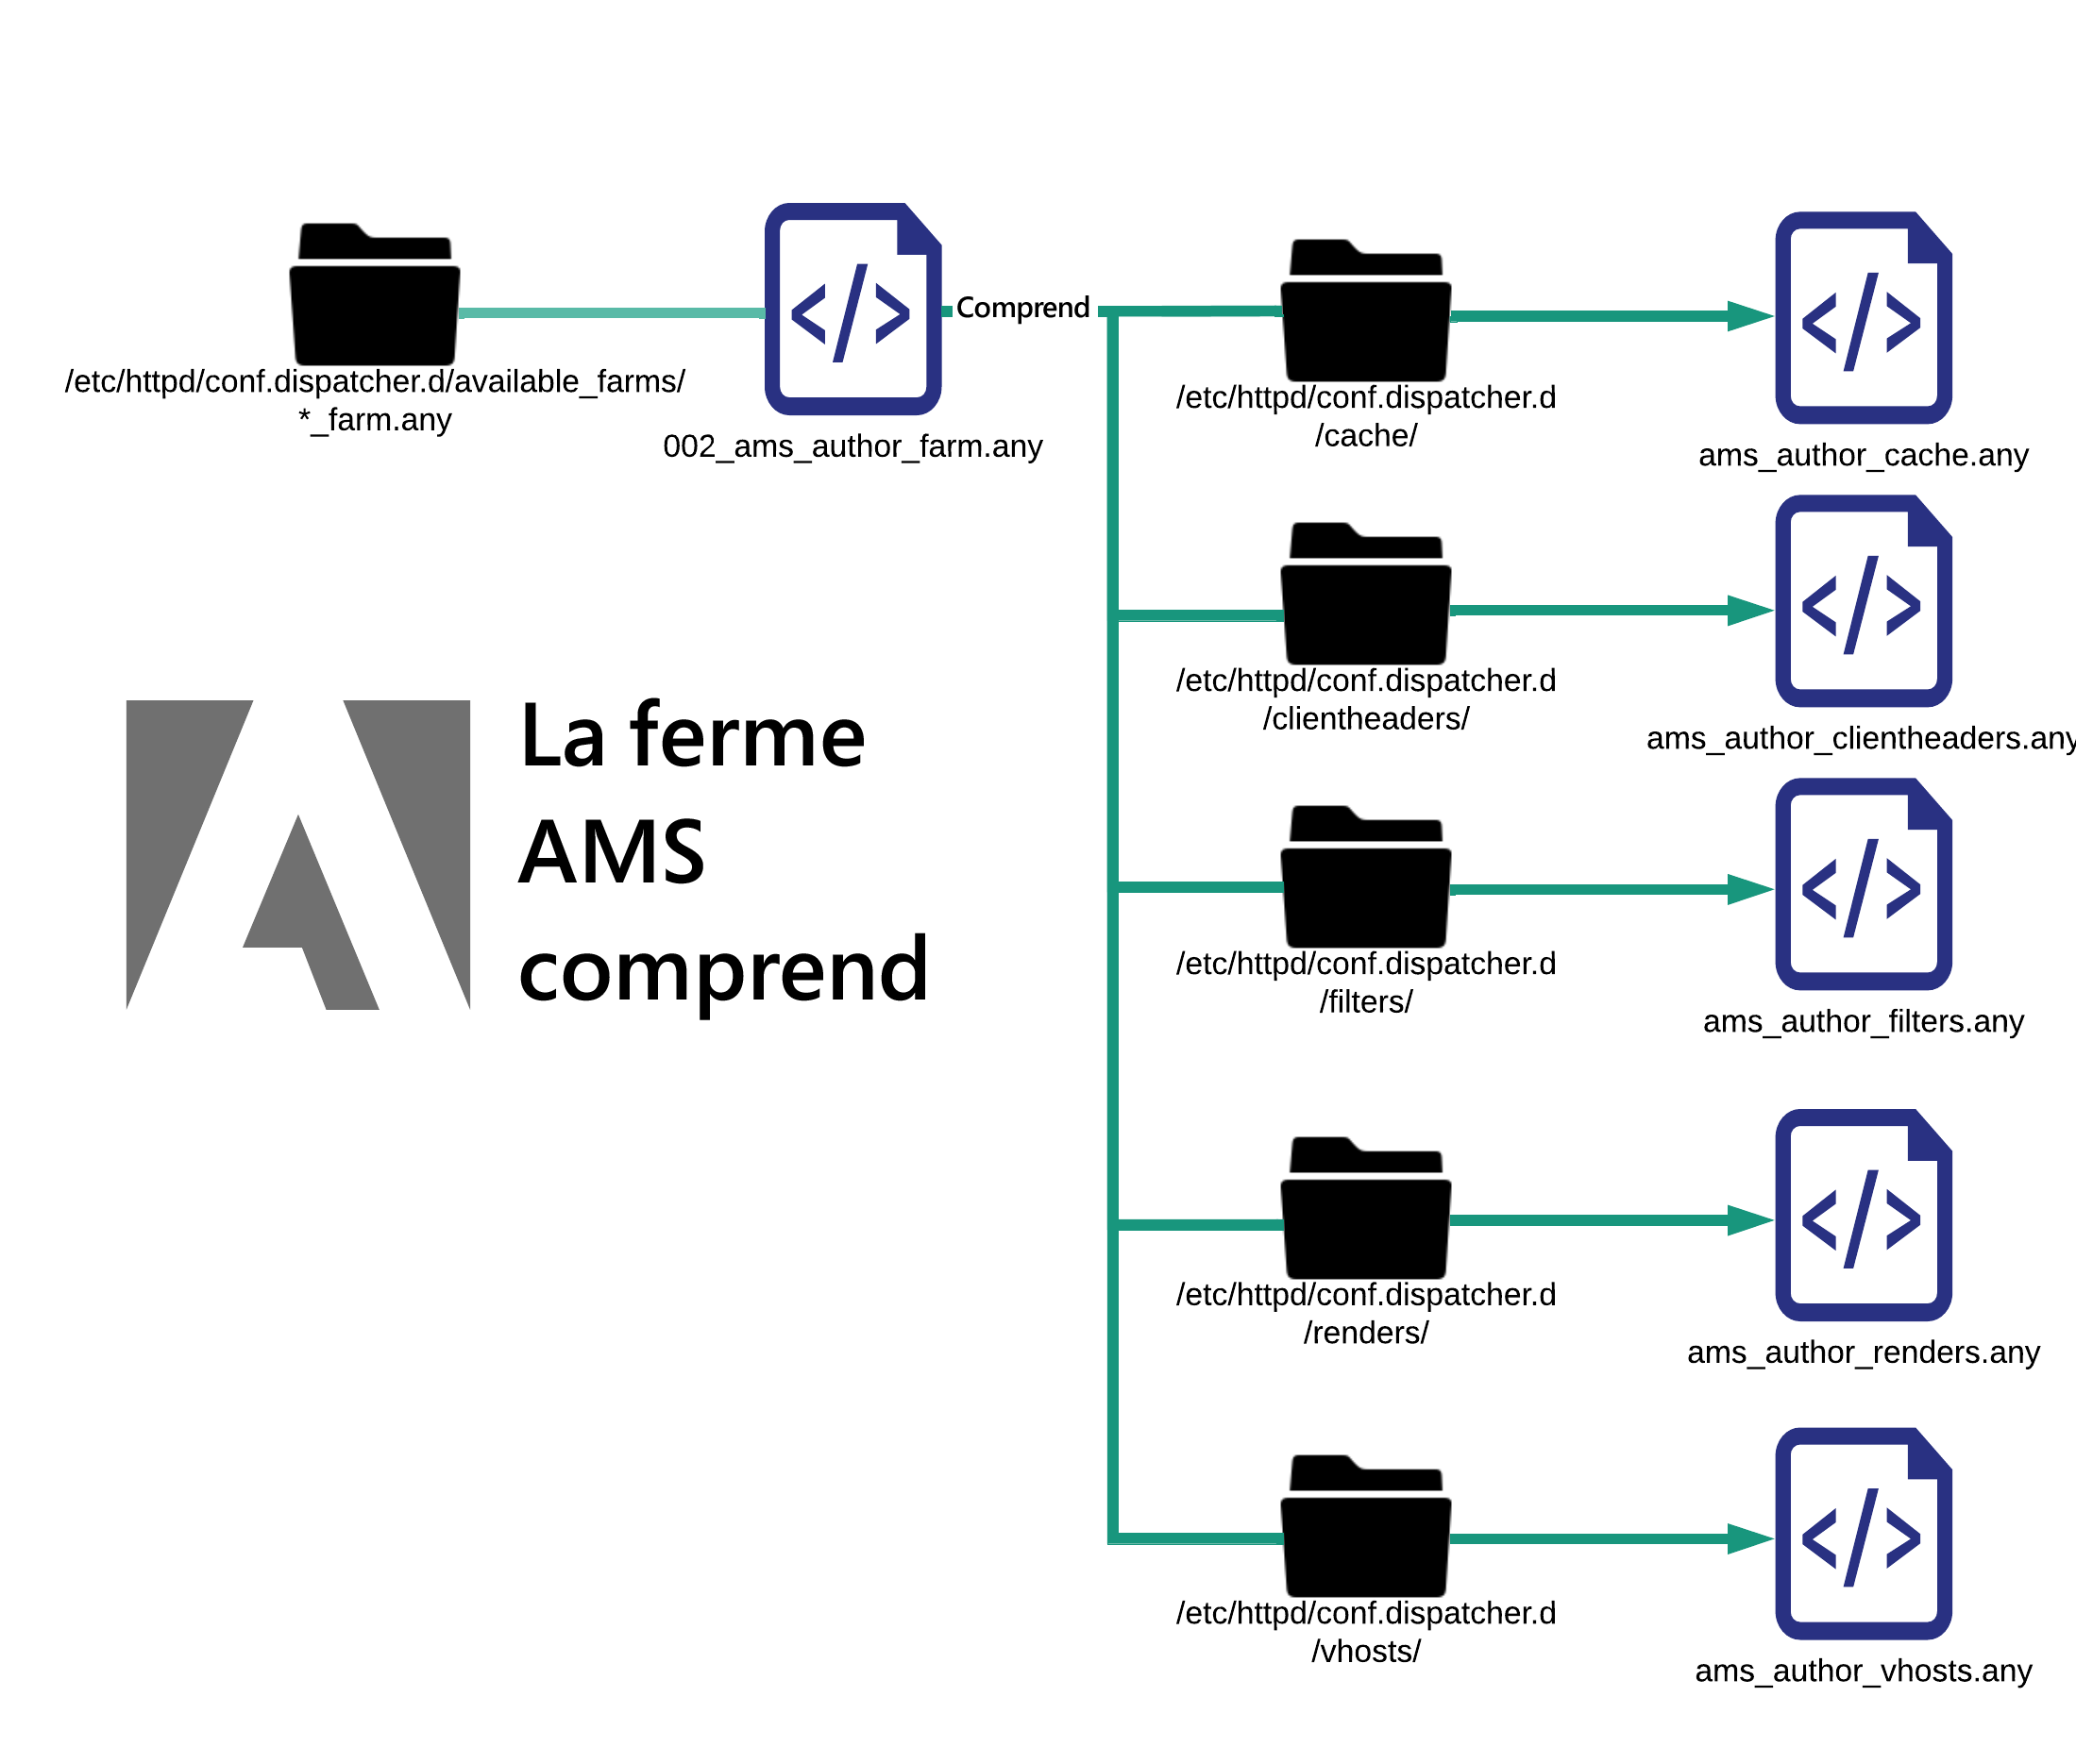 /etc/httpd/conf.dispatcher.d/available_farms/
*_farm.any
002_ams_author_farm.any
Comprend
/etc/httpd/conf.dispatcher.d
/cache/
ams_author_cache.any
/etc/httpd/conf.dispatcher.d
/clientheaders/
ams_author_clientheaders.any
La ferme
AMS
comprend
/etc/httpd/conf.dispatcher.d
/filters/
ams_author_filters.any
/etc/httpd/conf.dispatcher.d
/renders/
ams_author_renders.any
/etc/httpd/conf.dispatcher.d
/vhosts/
ams_author_vhosts.any